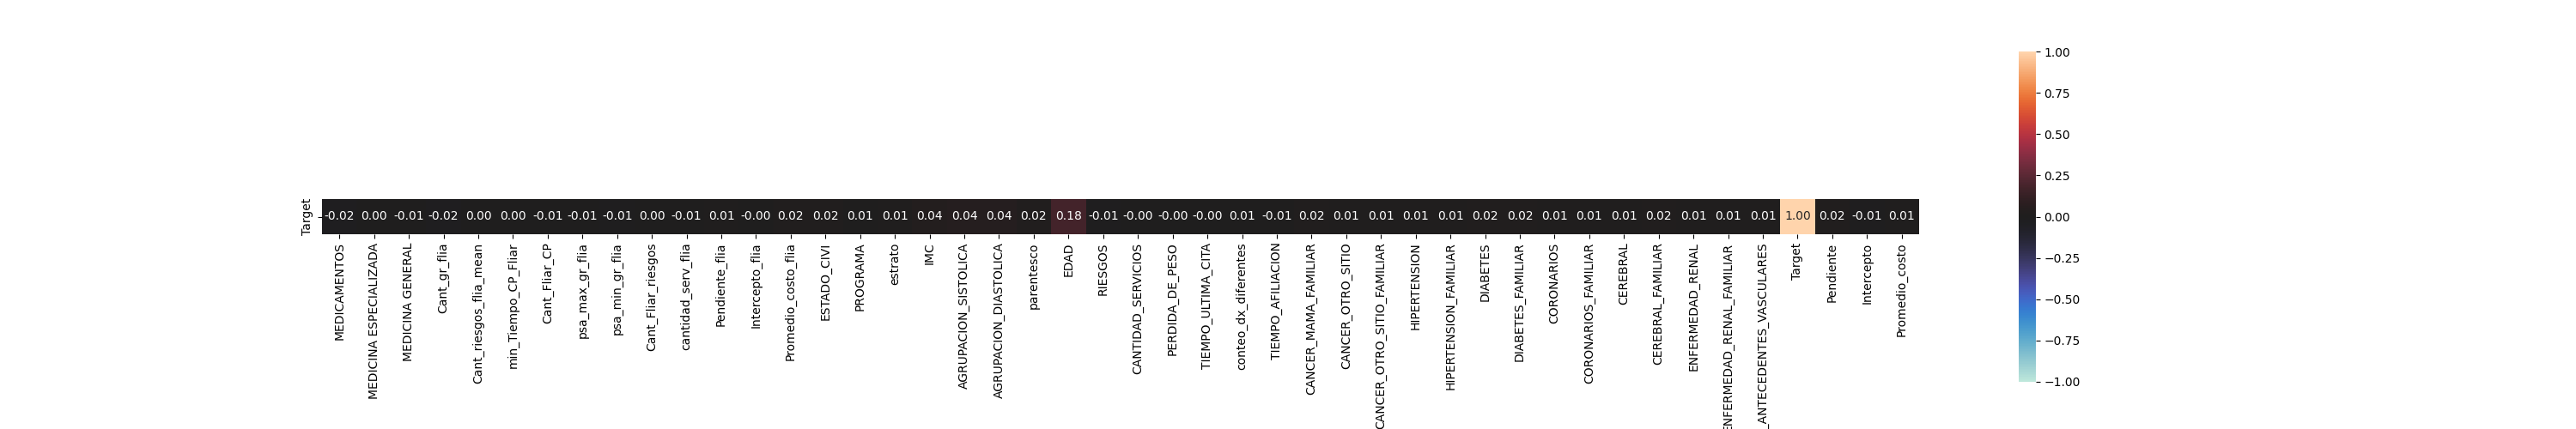 Target
-0.02 0.00 -0.01 -0.02 0.00 0.00 -0.01 -0.01 -0.01 0.00 -0.01 0.01 -0.00 0.02 0.02 0.01 0.01 0.04 0.04 0.04 0.02 0.18 -0.01 -0.00 -0.00 -0.00 0.01 -0.01 0.02 0.01 0.01 0.01 0.01 0.02 0.02 0.01 0.01 0.01 0.02 0.01 0.01 0.01 1.00 0.02 -0.01 0.01
MEDICAMENTOS
MEDICINA ESPECIALIZADA
MEDICINA GENERAL
Cant_gr_flia
Cant_riesgos_flia_mean
min_Tiempo_CP_Fliar
Cant_Fliar_CP
psa_max_gr_flia
psa_min_gr_flia
Cant_Fliar_riesgos
cantidad_serv_flia
Pendiente_flia
Intercepto_flia
Promedio_costo_flia
ESTADO_CIVI
PROGRAMA
estrato
IMC
AGRUPACION_SISTOLICA
AGRUPACION_DIASTOLICA
parentesco
EDAD
RIESGOS
CANTIDAD_SERVICIOS
PERDIDA_DE_PESO
TIEMPO_ULTIMA_CITA
conteo_dx_diferentes
TIEMPO_AFILIACION
CANCER_MAMA_FAMILIAR
CANCER_OTRO_SITIO
CANCER_OTRO_SITIO_FAMILIAR
HIPERTENSION
HIPERTENSION_FAMILIAR
DIABETES
DIABETES_FAMILIAR
CORONARIOS
CORONARIOS_FAMILIAR
CEREBRAL
CEREBRAL_FAMILIAR
ENFERMEDAD_RENAL
NFERMEDAD_RENAL_FAMILIAR
_ANTECEDENTES_VASCULARES
Target
Pendiente
Intercepto
Promedio_costo
1.00
0.75
0.50
0.25
0.00
−0.25
−0.50
−0.75
−1.00